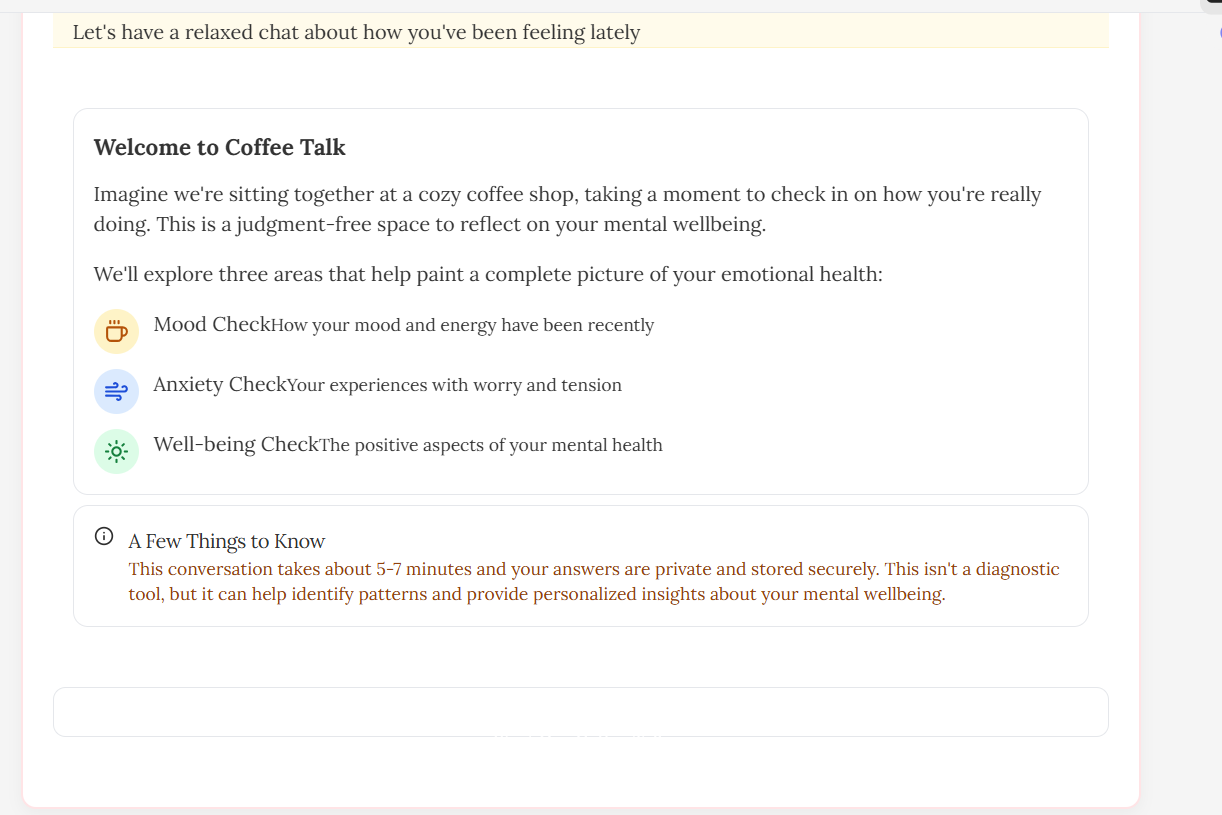 Let's have a relaxed chat about how you've been feeling lately
Welcome to Coffee Talk
Imagine we're sitting together at a cozy coffee shop, taking a moment to check in on how you're really
doing. This is a judgment-free space to reflect on your mental wellbeing.
We'll explore three areas that help paint a complete picture of your emotional health:
Mood CheckHow your mood and energy have been recently
Anxiety CheckYour experiences with worry and tension
Well-being CheckThe positive aspects of your mental health
A Few Things to Know
This conversation takes about 5-7 minutes and your answers are private and stored securely. This isn't a diagnostic
tool, but it can help identify patterns and provide personalized insights about your mental wellbeing.